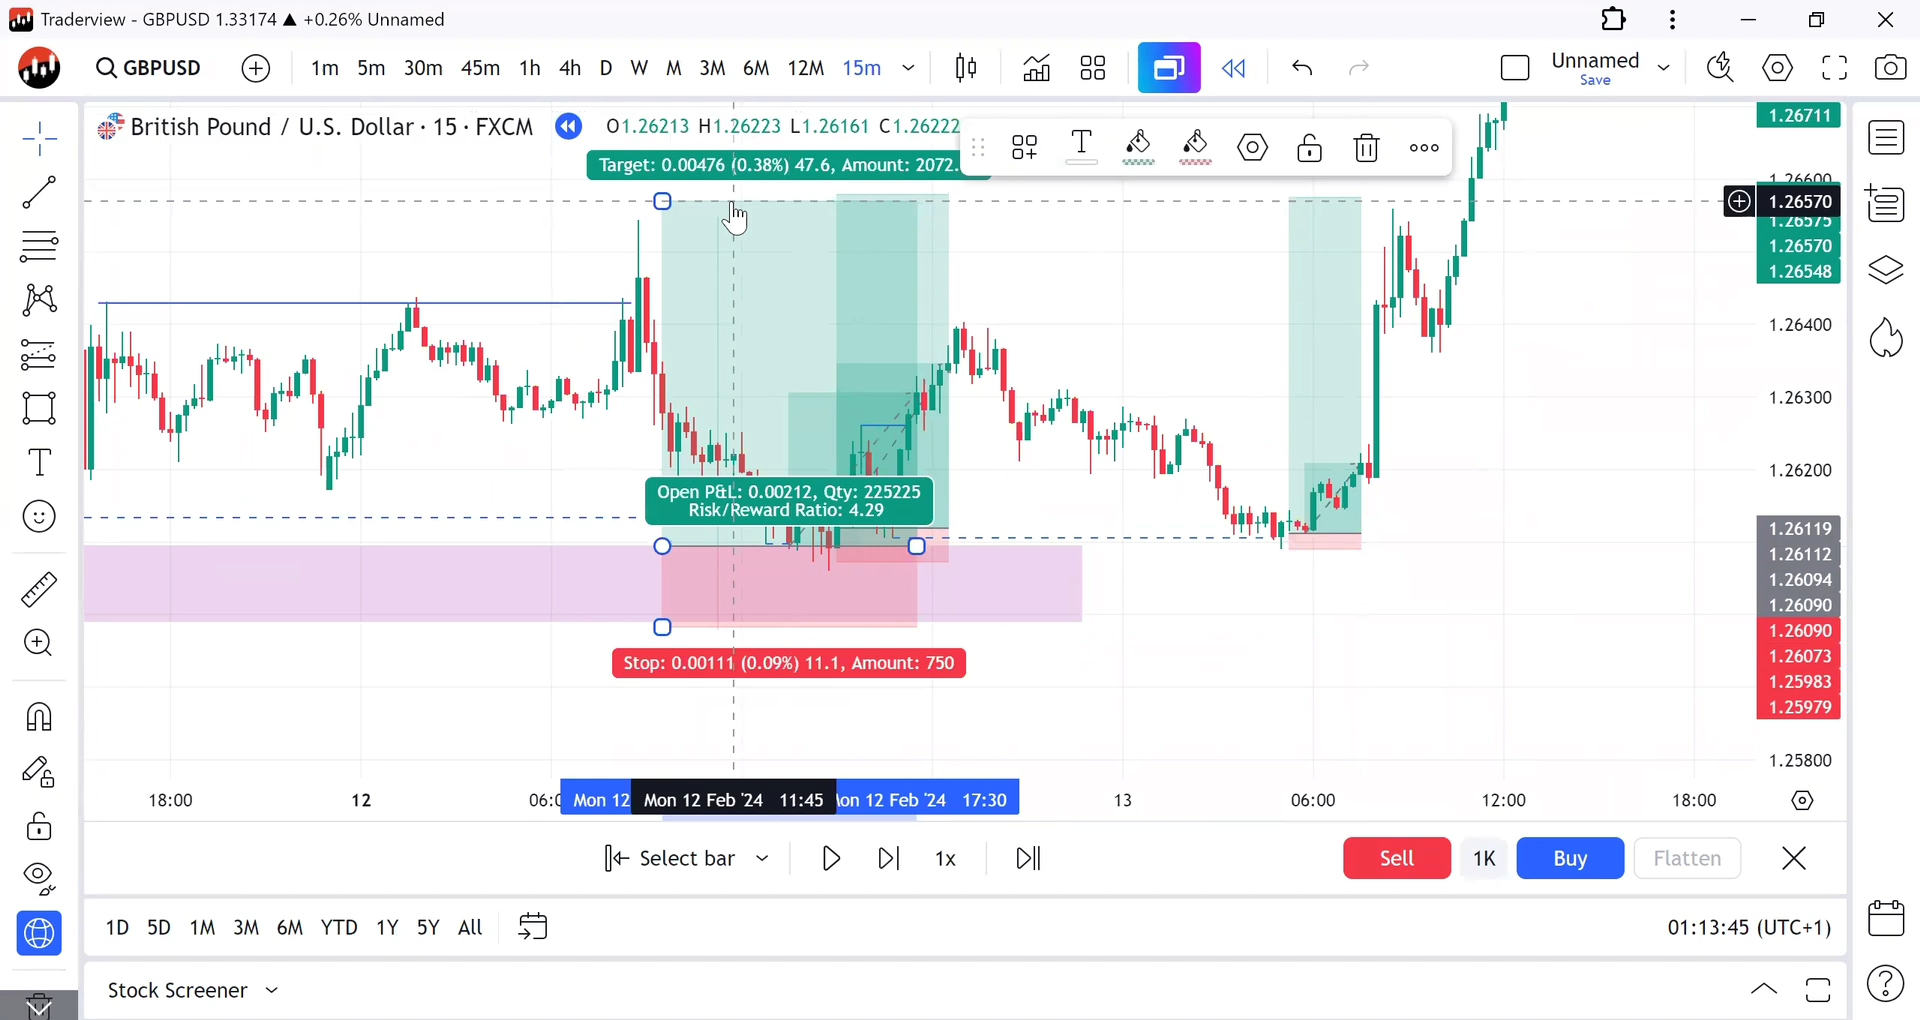 Traderview - GBPUSD 1.33174 ▲ +0.26% Unnamed
GBPUSD 1m 5m 30m 45m 1h 4h D W M 3M 6M 12M 15m Unnamed
Save
British Pound / U.S. Dollar · 15 · FXCM O1.26213 H1.26223 L1.26161 C1.26222
T
Target: 0.00476 (0.38%) 47.6, Amount: 2072.
Open P&L: 0.00212, Qty: 225225
Risk/Reward Ratio: 4.29
Stop: 0.00111 (0.09%) 11.1, Amount: 750
1.26711
1.26600
1.26570
1.26575
1.26570
1.26548
1.26400
1.26300
1.26200
1.26119
1.26112
1.26094
1.26090
1.26090
1.26073
1.25983
1.25979
1.25800
18:00 12 06:0 Mon 12 Mon 12 Feb '24 11:45 on 12 Feb '24 17:30 13 06:00 12:00 18:00
Select bar 1x Sell 1K Buy Flatten
1D 5D 1M 3M 6M YTD 1Y 5Y All 01:13:45 (UTC+1)
Stock Screener